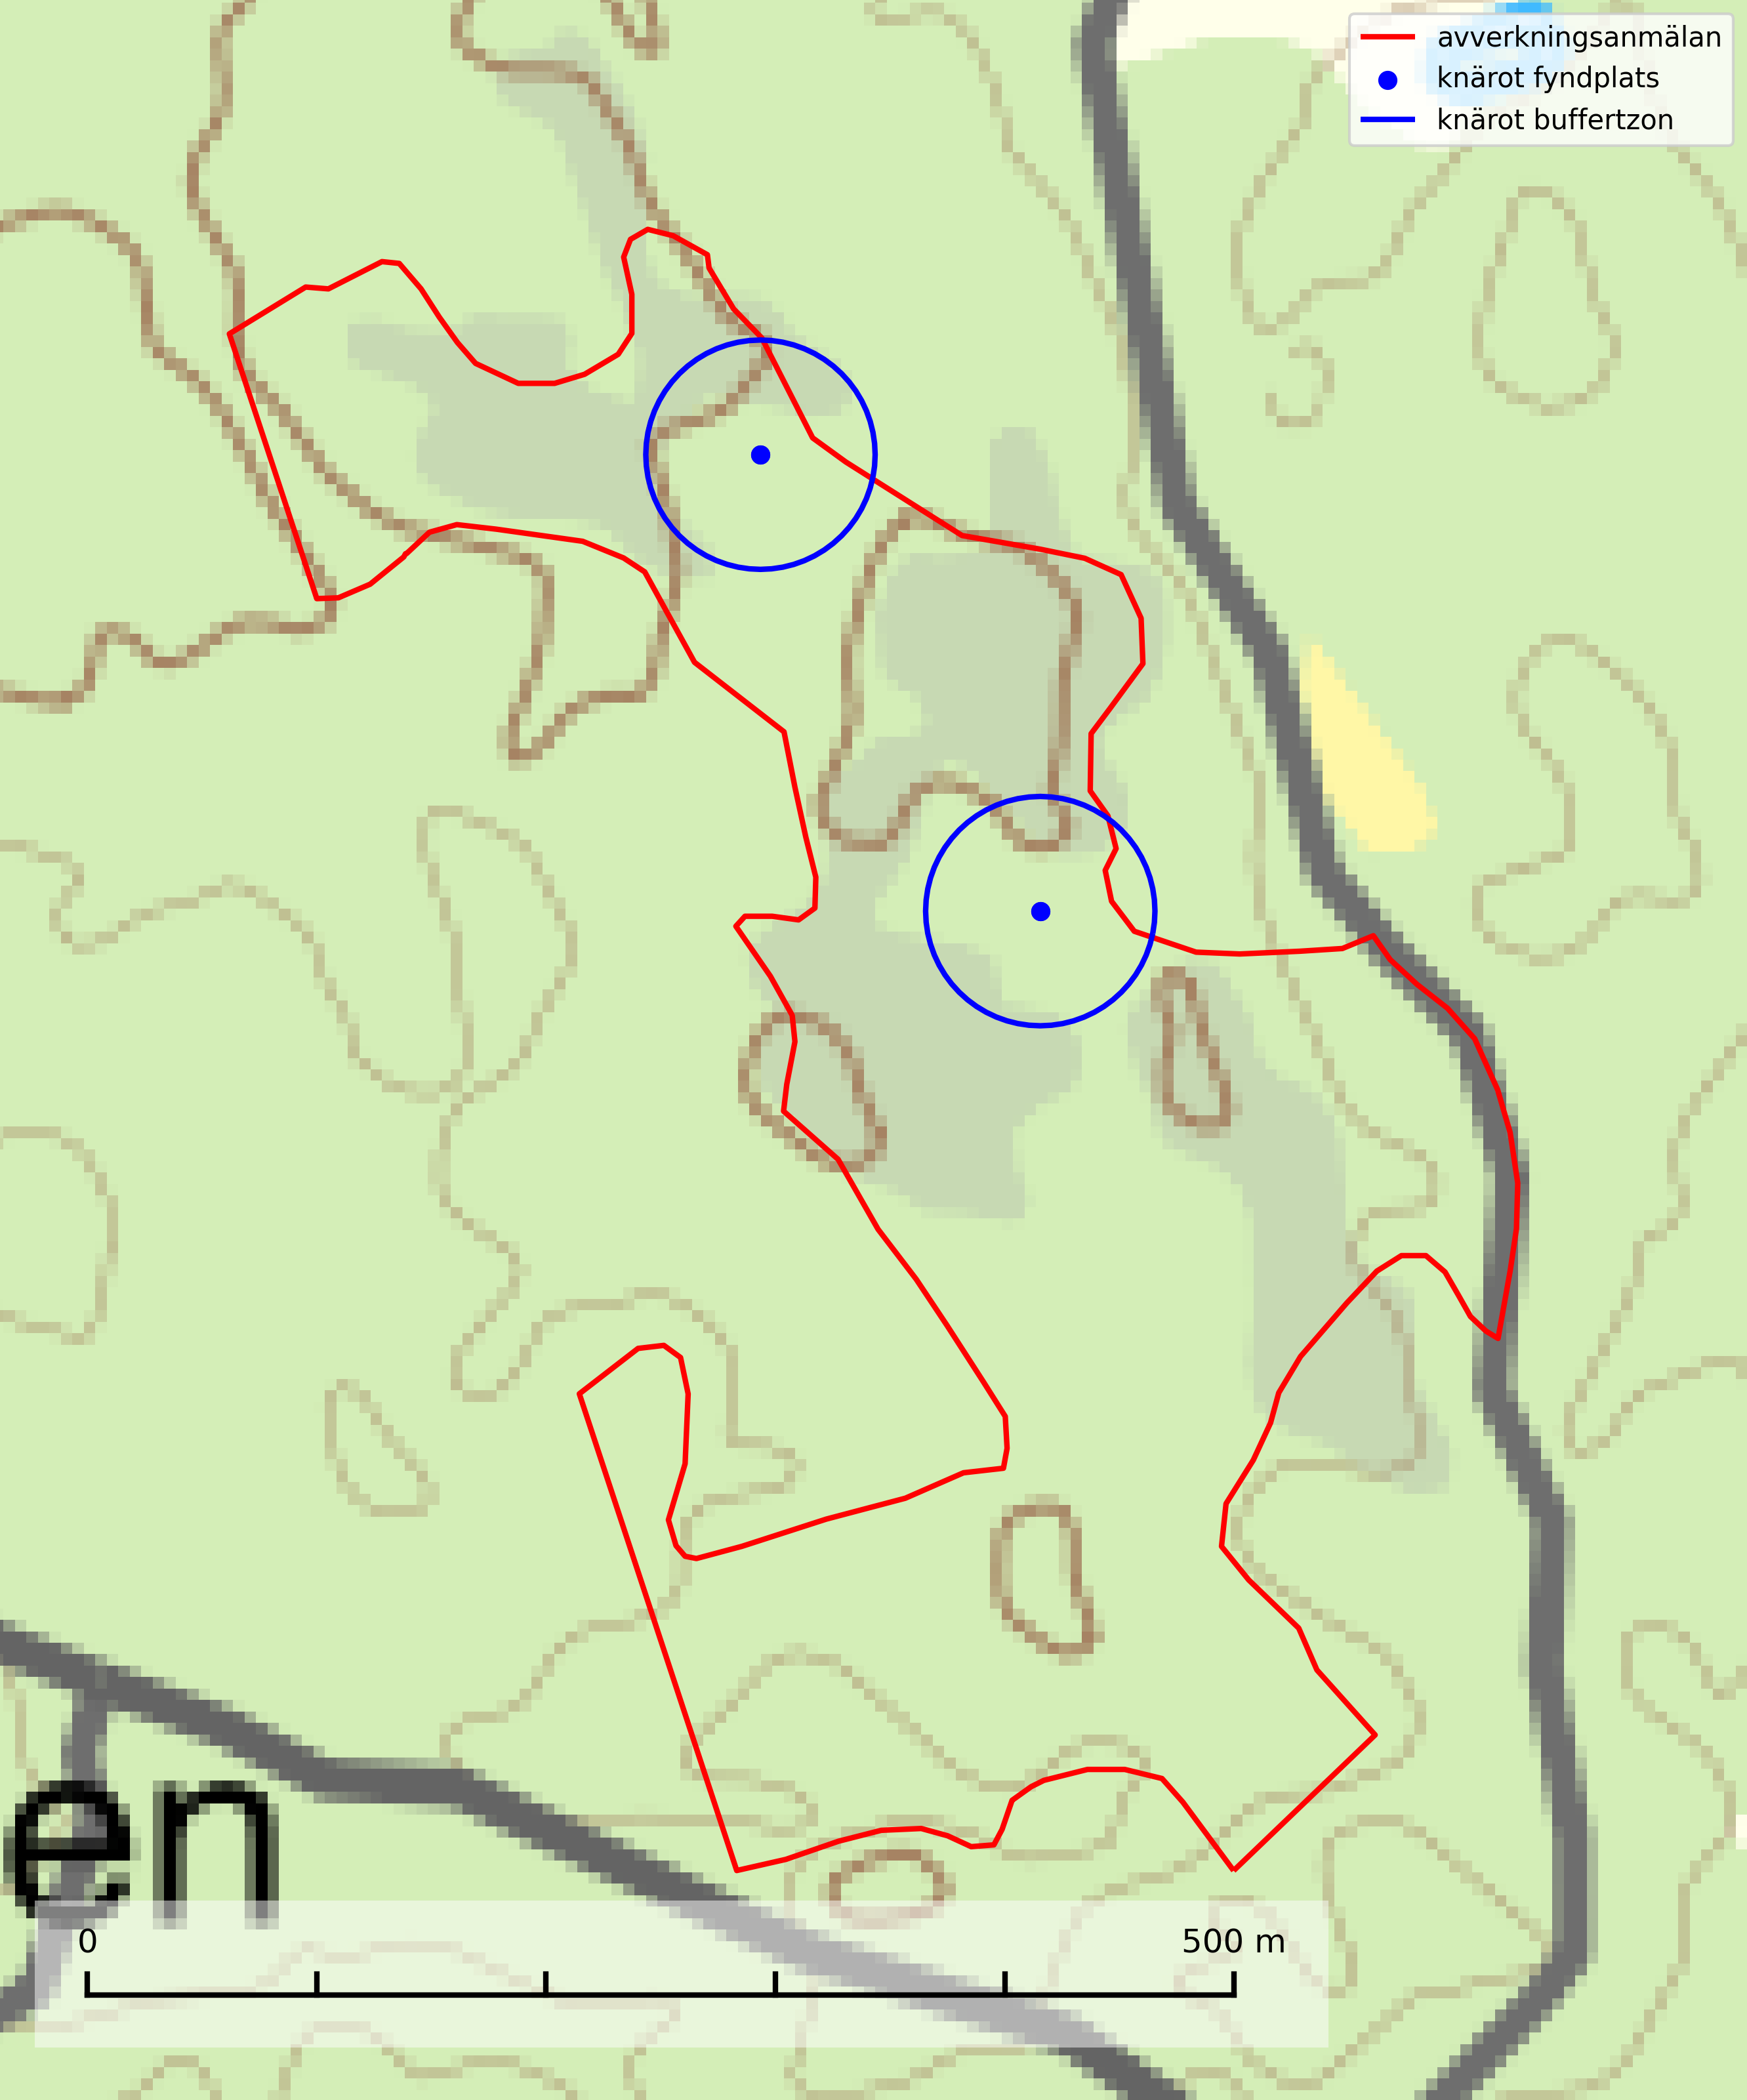 avverkningsanmälan
knärot fyndplats
knärot buffertzon
en
0 500 m